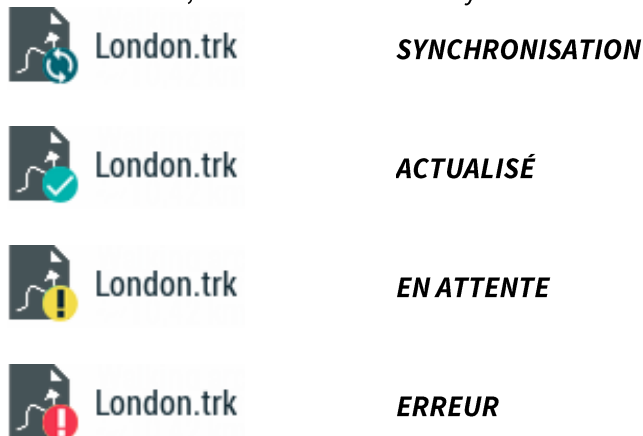 London.trk SYNCHRONISATION
London.trk ACTUALISÉ
London.trk EN ATTENTE
London.trk ERREUR